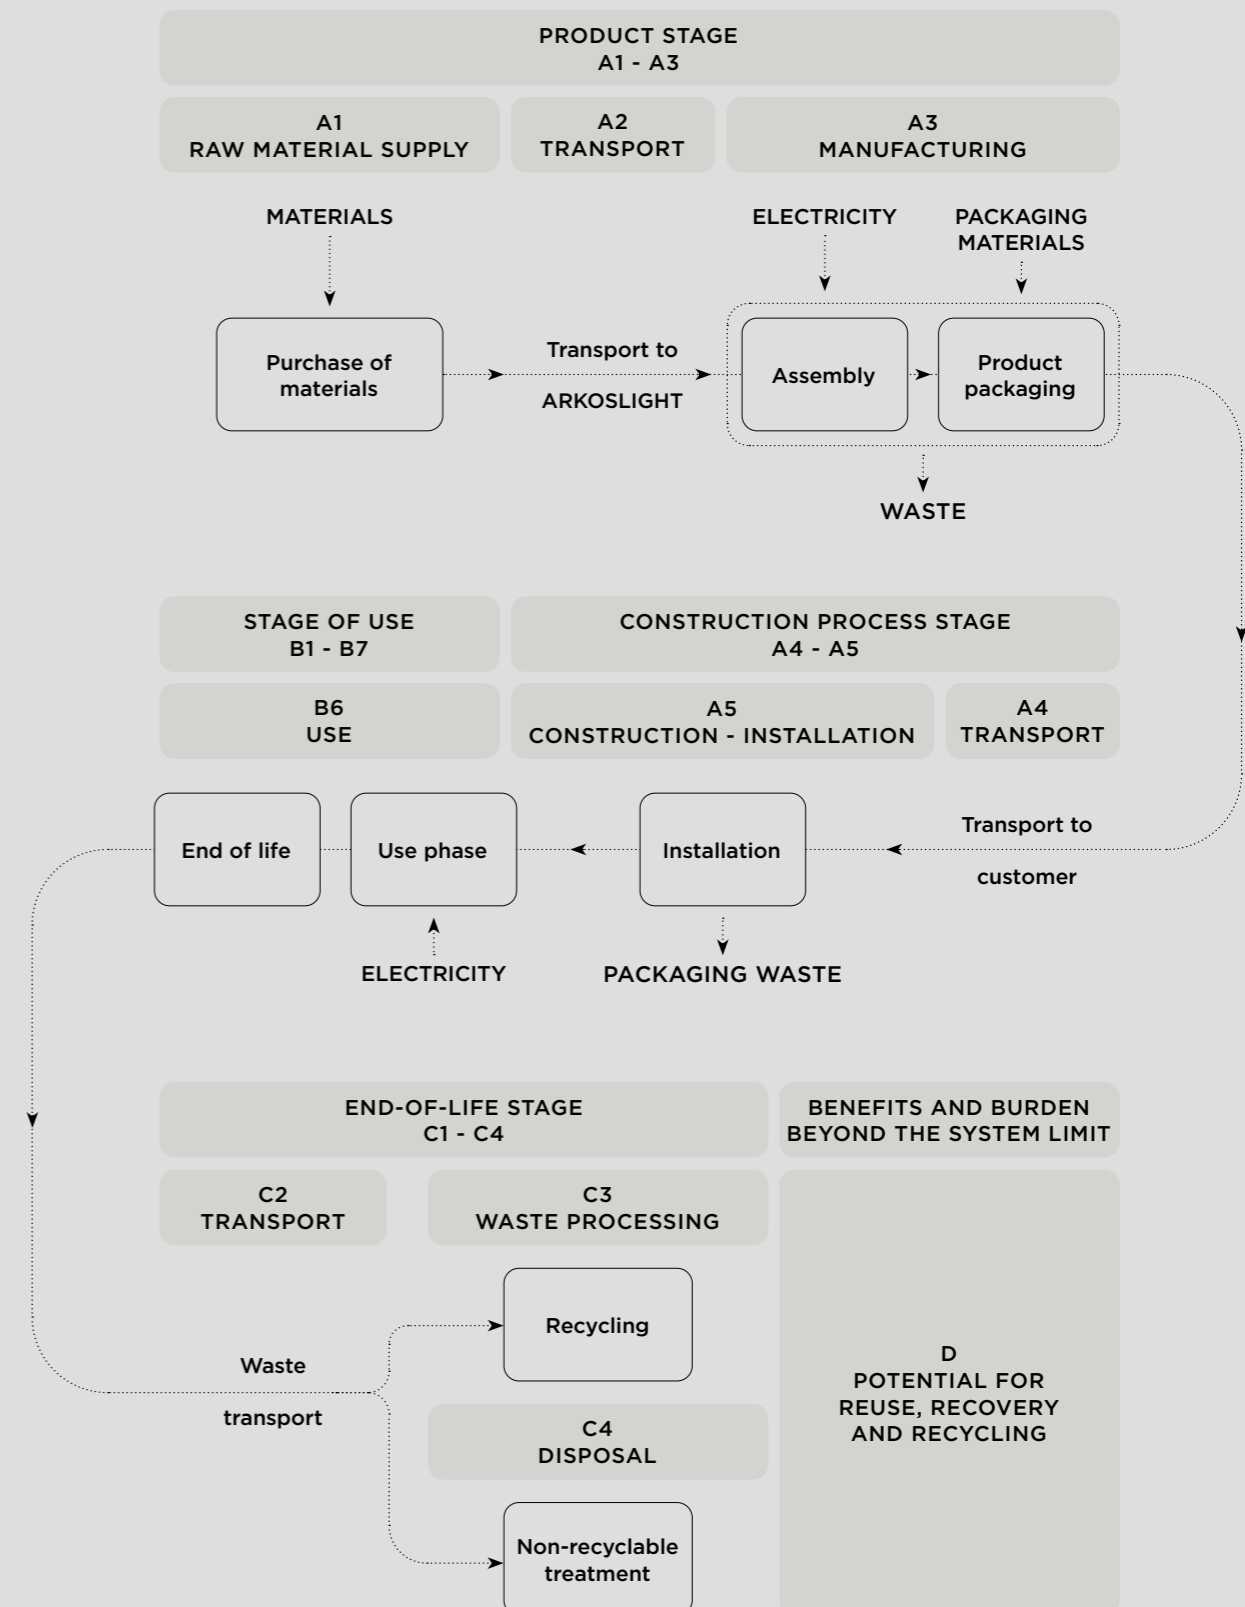 PRODUCT STAGE
A1 - A3
A1
RAW MATERIAL SUPPLY
A2
TRANSPORT
A3
MANUFACTURING
MATERIALS
ELECTRICITY
PACKAGING
MATERIALS
Purchase of
materials
Transport to
ARKOSLIGHT
Assembly
Product
packaging
WASTE
STAGE OF USE
B1 - B7
CONSTRUCTION PROCESS STAGE
A4 - A5
B6
USE
A5
CONSTRUCTION - INSTALLATION
A4
TRANSPORT
End of life
Use phase
Installation
Transport to
customer
ELECTRICITY
PACKAGING WASTE
END-OF-LIFE STAGE
C1 - C4
BENEFITS AND BURDEN
BEYOND THE SYSTEM LIMIT
C2
TRANSPORT
C3
WASTE PROCESSING
Recycling
Waste
transport
C4
DISPOSAL
Non-recyclable
treatment
D
POTENTIAL FOR
REUSE, RECOVERY
AND RECYCLING